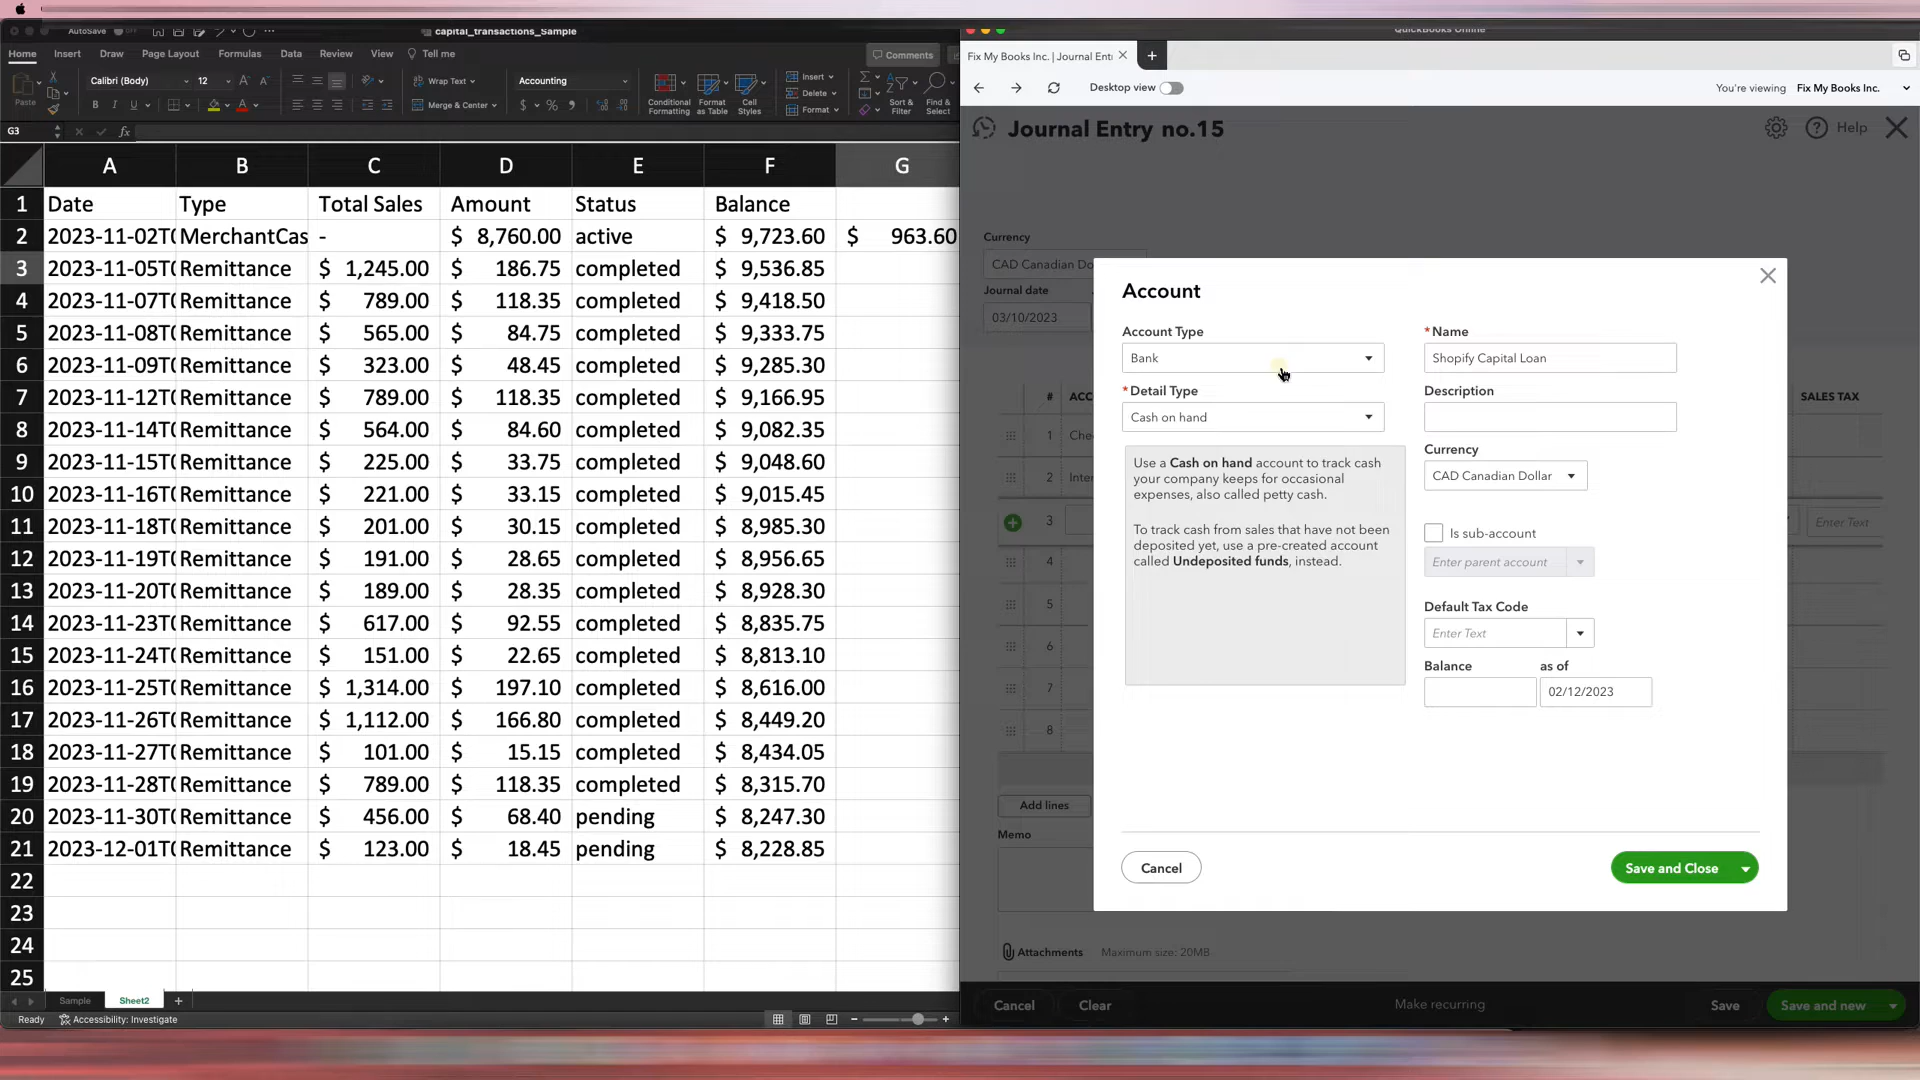 AutoSave
capital_transactions_Sample
Home Insert Draw Page Layout Formulas Data Review View Tell me
Comments
Paste
Calibri (Body) 12
B I U
Wrap Text
Merge & Center
Accounting
$ %
Conditional Formatting
Format as Table
Cell Styles
Insert
Delete
Format
Sort & Filter
Find & Select
G3
fx
A B C D E F G
1 Date Type Total Sales Amount Status Balance
2 2023-11-02T( MerchantCas - $ 8,760.00 active $ 9,723.60 $ 963.60
3 2023-11-05T( Remittance $ 1,245.00 $ 186.75 completed $ 9,536.85
4 2023-11-07T( Remittance $ 789.00 $ 118.35 completed $ 9,418.50
5 2023-11-08T( Remittance $ 565.00 $ 84.75 completed $ 9,333.75
6 2023-11-09T( Remittance $ 323.00 $ 48.45 completed $ 9,285.30
7 2023-11-12T( Remittance $ 789.00 $ 118.35 completed $ 9,166.95
8 2023-11-14T( Remittance $ 564.00 $ 84.60 completed $ 9,082.35
9 2023-11-15T( Remittance $ 225.00 $ 33.75 completed $ 9,048.60
10 2023-11-16T( Remittance $ 221.00 $ 33.15 completed $ 9,015.45
11 2023-11-18T( Remittance $ 201.00 $ 30.15 completed $ 8,985.30
12 2023-11-19T( Remittance $ 191.00 $ 28.65 completed $ 8,956.65
13 2023-11-20T( Remittance $ 189.00 $ 28.35 completed $ 8,928.30
14 2023-11-23T( Remittance $ 617.00 $ 92.55 completed $ 8,835.75
15 2023-11-24T( Remittance $ 151.00 $ 22.65 completed $ 8,813.10
16 2023-11-25T( Remittance $ 1,314.00 $ 197.10 completed $ 8,616.00
17 2023-11-26T( Remittance $ 1,112.00 $ 166.80 completed $ 8,449.20
18 2023-11-27T( Remittance $ 101.00 $ 15.15 completed $ 8,434.05
19 2023-11-28T( Remittance $ 789.00 $ 118.35 completed $ 8,315.70
20 2023-11-30T( Remittance $ 456.00 $ 68.40 pending $ 8,247.30
21 2023-12-01T( Remittance $ 123.00 $ 18.45 pending $ 8,228.85
22
23
24
25
Sample Sheet2 +
Ready Accessibility: Investigate
QuickBooks Online
Fix My Books Inc. | Journal Ent
Desktop view
You're viewing Fix My Books Inc.
Journal Entry no.15
Help
Currency
CAD Canadian Do
Journal date
03/10/2023
# ACC SALES TAX
1 Che
2 Inte
3 Enter Text
4
5
6
7
8
Add lines
Memo
Attachments Maximum size: 20MB
Account
Account Type
Bank
*Detail Type
Cash on hand
Use a Cash on hand account to track cash
your company keeps for occasional
expenses, also called petty cash.
To track cash from sales that have not been
deposited yet, use a pre-created account
called Undeposited funds, instead.
*Name
Shopify Capital Loan
Description
Currency
CAD Canadian Dollar
Is sub-account
Enter parent account
Default Tax Code
Enter Text
Balance as of
02/12/2023
Cancel
Save and Close
Cancel Clear Make recurring Save Save and new